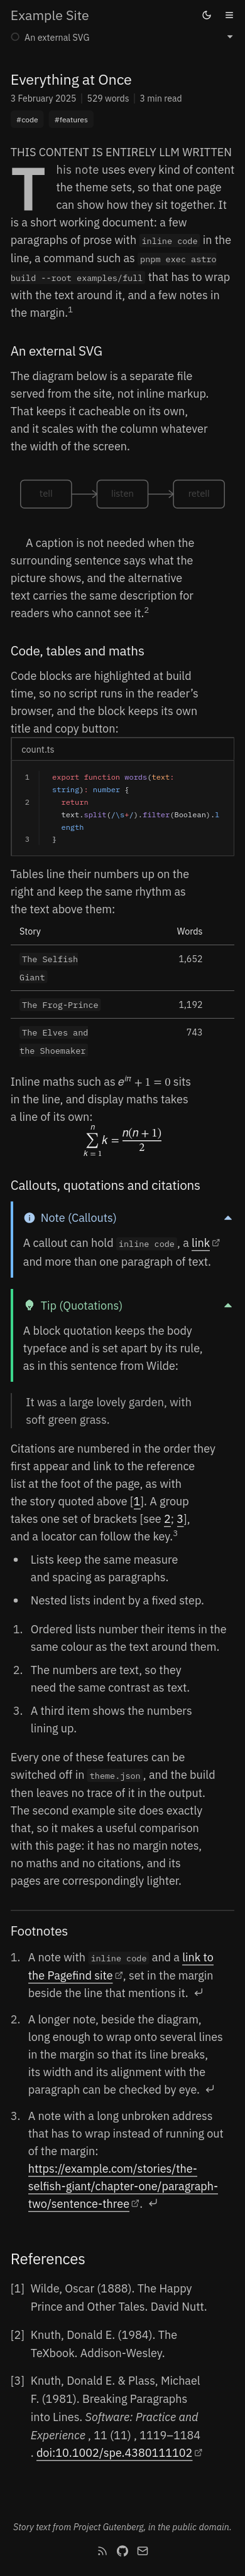 Example Site
An external SVG
Everything at Once
3 February 2025 | 529 words | 3 min read
#code #features
THIS CONTENT IS ENTIRELY LLM WRITTEN
This note uses every kind of content
the theme sets, so that one page
can show how they sit together. It
is a short working document: a few
paragraphs of prose with inline code in the
line, a command such as pnpm exec astro
build --root examples/full that has to wrap
with the text around it, and a few notes in
the margin.1
An external SVG
The diagram below is a separate file
served from the site, not inline markup.
That keeps it cacheable on its own,
and it scales with the column whatever
the width of the screen.
tell listen retell
A caption is not needed when the
surrounding sentence says what the
picture shows, and the alternative
text carries the same description for
readers who cannot see it.2
Code, tables and maths
Code blocks are highlighted at build
time, so no script runs in the reader's
browser, and the block keeps its own
title and copy button:
count.ts
1 export function words(text:
string): number {
2 return
text.split(/\s+/).filter(Boolean).l
ength
3 }
Tables line their numbers up on the
right and keep the same rhythm as
the text above them:
Story Words
The Selfish
Giant 1,652
The Frog-Prince 1,192
The Elves and
the Shoemaker 743
Inline maths such as e^{iπ} + 1 = 0 sits
in the line, and display maths takes
a line of its own:
n
∑ k = n(n + 1)
k = 1 2
Callouts, quotations and citations
Note (Callouts)
A callout can hold inline code, a link
and more than one paragraph of text.
Tip (Quotations)
A block quotation keeps the body
typeface and is set apart by its rule,
as in this sentence from Wilde:
It was a large lovely garden, with
soft green grass.
Citations are numbered in the order they
first appear and link to the reference
list at the foot of the page, as with
the story quoted above [1]. A group
takes one set of brackets [see 2; 3],
and a locator can follow the key.3
• Lists keep the same measure
and spacing as paragraphs.
• Nested lists indent by a fixed step.
1. Ordered lists number their items in the
same colour as the text around them.
2. The numbers are text, so they
need the same contrast as text.
3. A third item shows the numbers
lining up.
Every one of these features can be
switched off in theme.json, and the build
then leaves no trace of it in the output.
The second example site does exactly
that, so it makes a useful comparison
with this page: it has no margin notes,
no maths and no citations, and its
pages are correspondingly lighter.
Footnotes
1. A note with inline code and a link to
the Pagefind site, set in the margin
beside the line that mentions it. ↵
2. A longer note, beside the diagram,
long enough to wrap onto several lines
in the margin so that its line breaks,
its width and its alignment with the
paragraph can be checked by eye. ↵
3. A note with a long unbroken address
that has to wrap instead of running out
of the margin:
https://example.com/stories/the-
selfish-giant/chapter-one/paragraph-
two/sentence-three. ↵
References
[1] Wilde, Oscar (1888). The Happy
Prince and Other Tales. David Nutt.
[2] Knuth, Donald E. (1984). The
TeXbook. Addison-Wesley.
[3] Knuth, Donald E. & Plass, Michael
F. (1981). Breaking Paragraphs
into Lines. Software: Practice and
Experience , 11 (11) , 1119–1184
. doi:10.1002/spe.4380111102
Story text from Project Gutenberg, in the public domain.